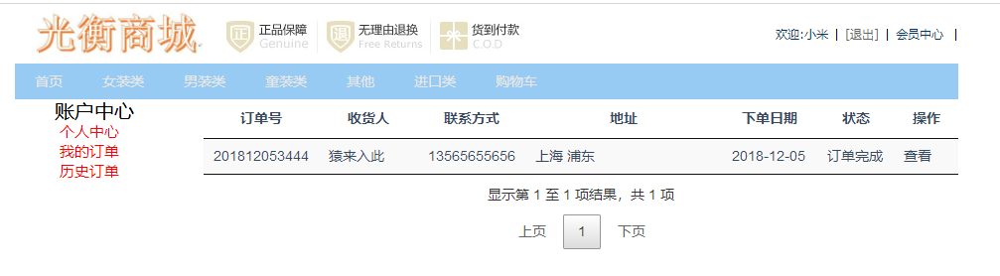 光衡商城 正品保障 无理由退换 货到付款
正 Genuine 退 Free Returns C.O.D
欢迎:小米 | [退出] | 会员中心 |
首页 女装类 男装类 童装类 其他 进口类 购物车
账户中心
个人中心
我的订单
历史订单
订单号 收货人 联系方式 地址 下单日期 状态 操作
201812053444 猿来入此 13565655656 上海 浦东 2018-12-05 订单完成 查看
显示第 1 至 1 项结果，共 1 项
上页 1 下页